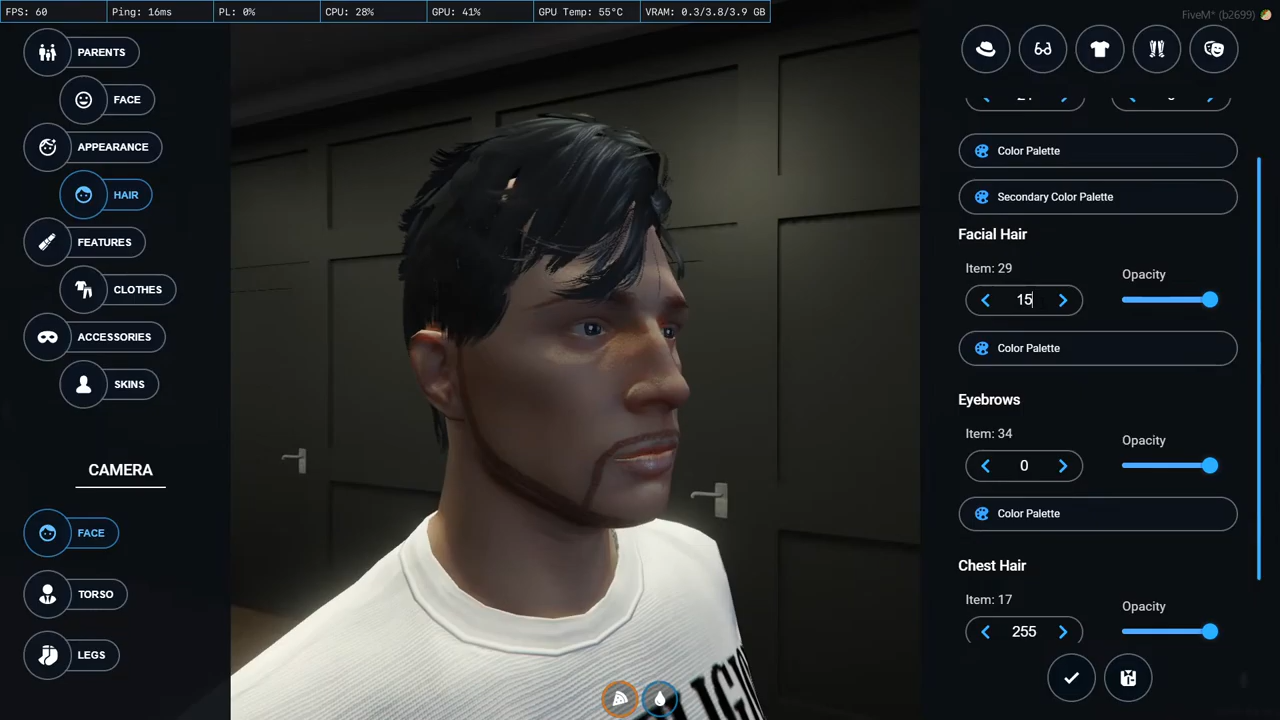 FPS: 60
Ping: 16ms
PL: 0%
CPU: 28%
GPU: 41%
GPU Temp: 55°C
VRAM: 0.3/3.8/3.9 GB
FiveM* (b2699)
PARENTS
FACE
APPEARANCE
HAIR
FEATURES
CLOTHES
ACCESSORIES
SKINS
CAMERA
FACE
TORSO
LEGS
Color Palette
Secondary Color Palette
Facial Hair
Item: 29
Opacity
15
Color Palette
Eyebrows
Item: 34
Opacity
0
Color Palette
Chest Hair
Item: 17
Opacity
255